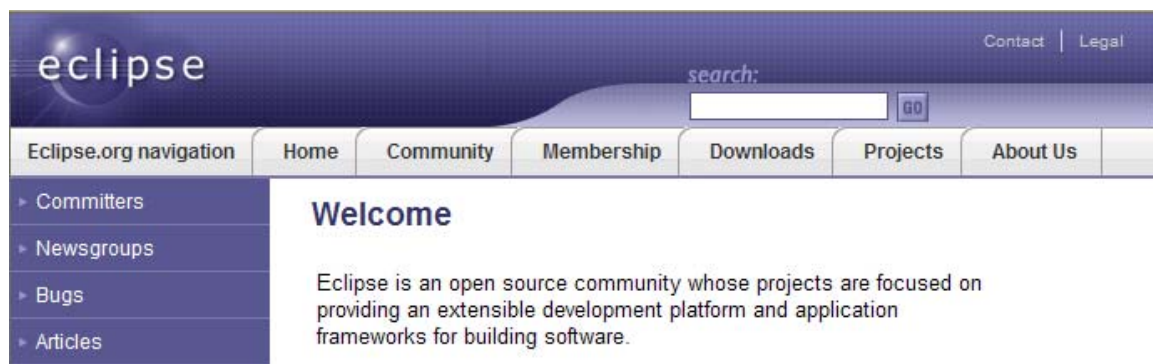 eclipse
Contact | Legal
search:
GO
Eclipse.org navigation Home Community Membership Downloads Projects About Us
Committers
Newsgroups
Bugs
Articles
Welcome
Eclipse is an open source community whose projects are focused on
providing an extensible development platform and application
frameworks for building software.